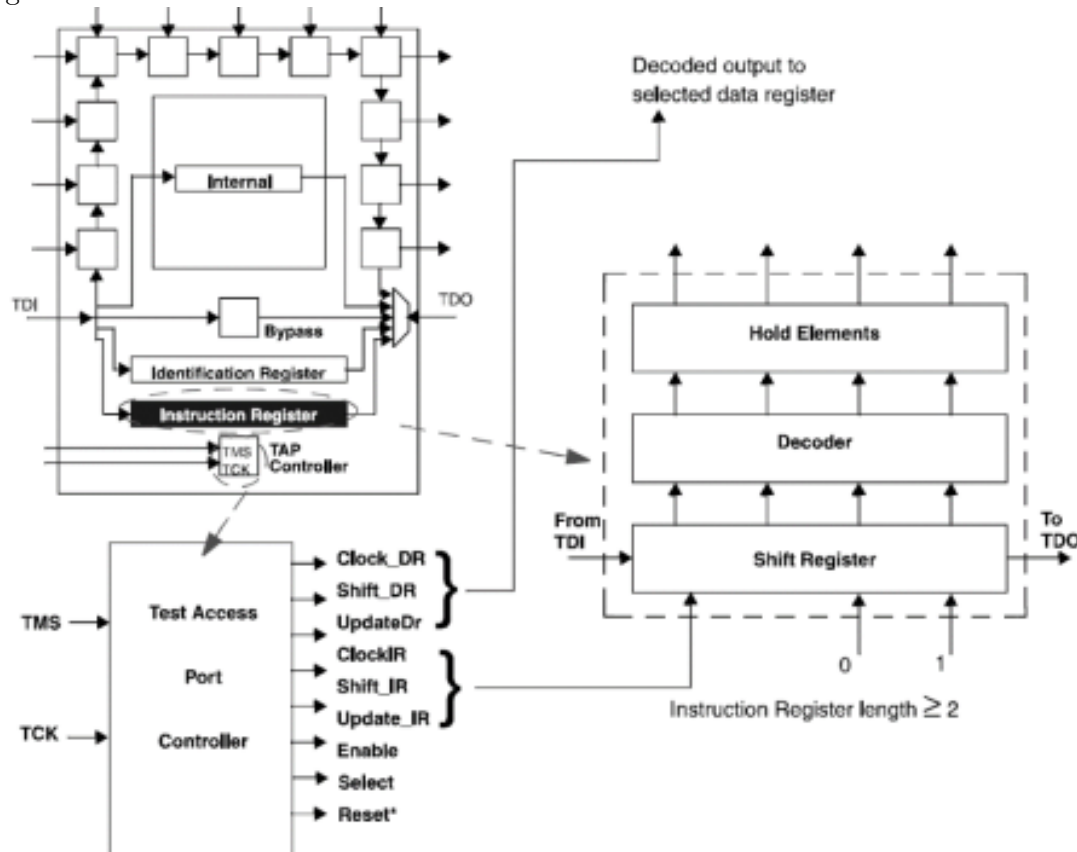 Decoded output to
selected data register
Internal
TDI
TDO
Bypass
Identification Register
Instruction Register
TMS
TCK
TAP
Controller
Hold Elements
Decoder
From
TDI
Shift Register
To
TDO
0
1
Instruction Register length ≥ 2
TMS
TCK
Test Access
Port
Controller
Clock_DR
Shift_DR
UpdateDr
ClockIR
Shift_IR
Update_IR
Enable
Select
Reset*